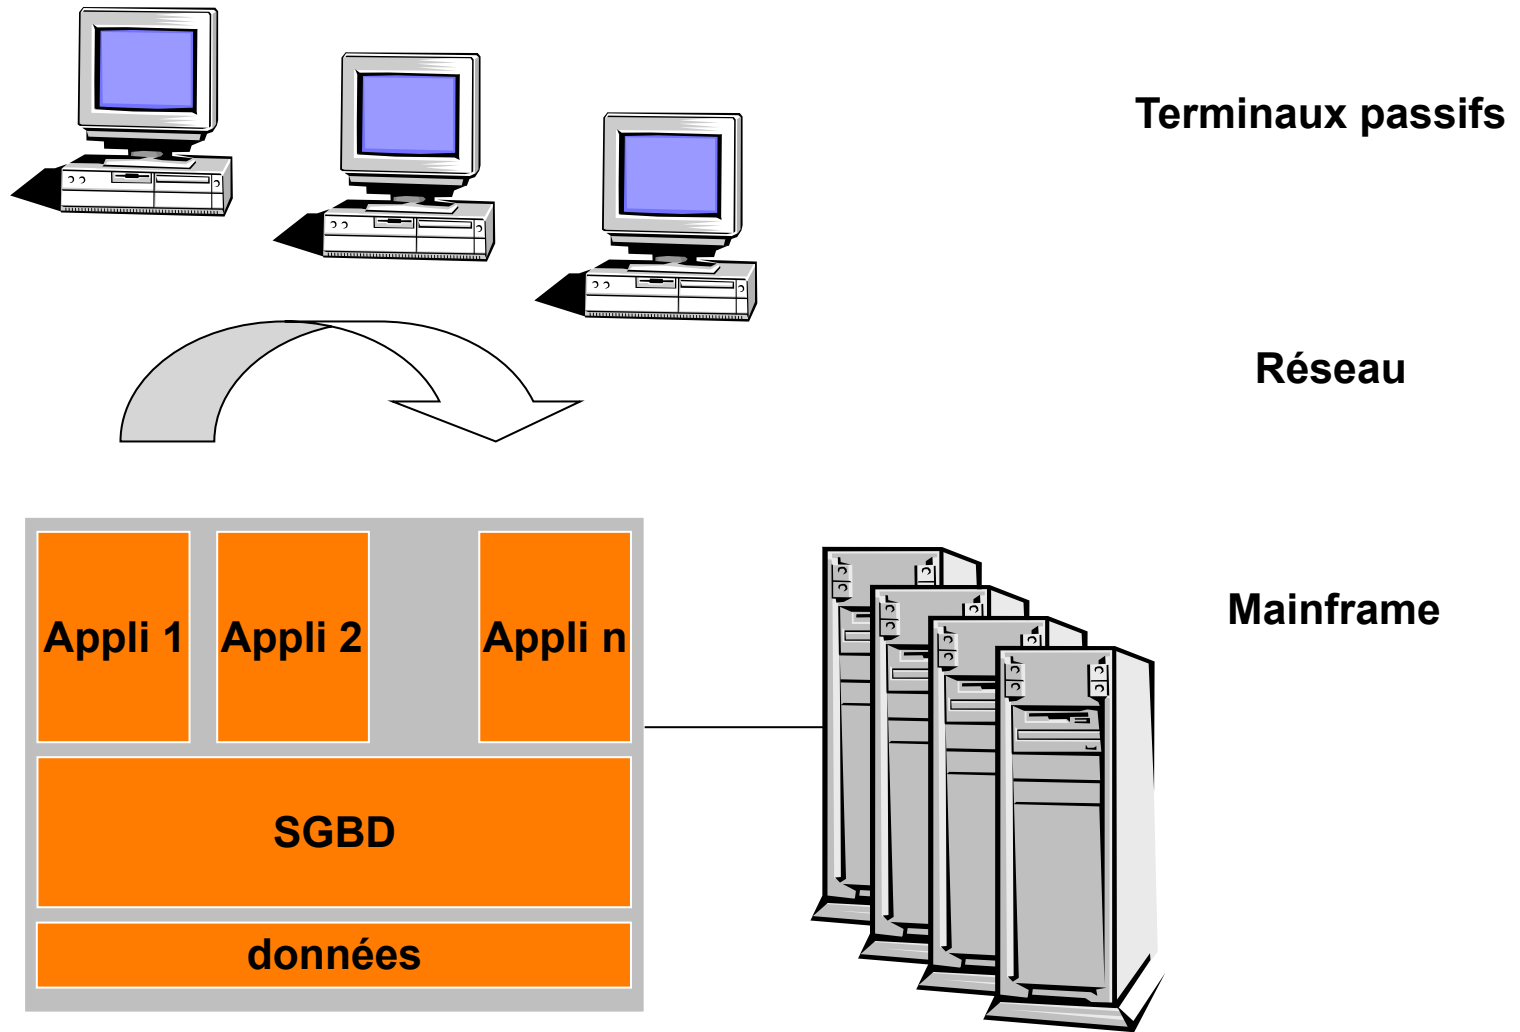 Terminaux passifs
Réseau
Mainframe
Appli 1
Appli 2
Appli n
SGBD
données